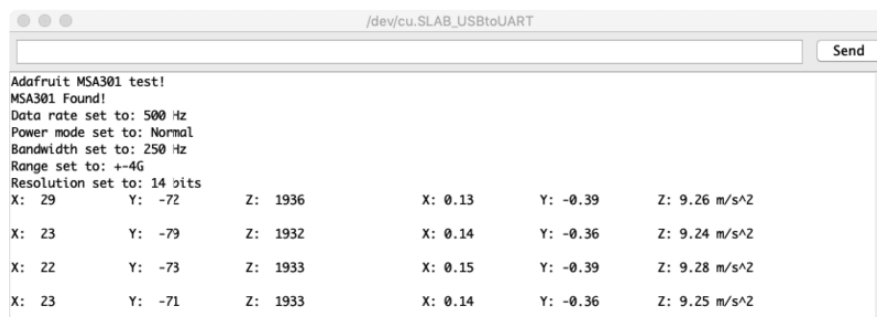 /dev/cu.SLAB_USBtoUART
Send
Adafruit MSA301 test!
MSA301 Found!
Data rate set to: 500 Hz
Power mode set to: Normal
Bandwidth set to: 250 Hz
Range set to: +-4G
Resolution set to: 14 bits
X: 29 Y: -72 Z: 1936 X: 0.13 Y: -0.39 Z: 9.26 m/s^2
X: 23 Y: -79 Z: 1932 X: 0.14 Y: -0.36 Z: 9.24 m/s^2
X: 22 Y: -73 Z: 1933 X: 0.15 Y: -0.39 Z: 9.28 m/s^2
X: 23 Y: -71 Z: 1933 X: 0.14 Y: -0.36 Z: 9.25 m/s^2